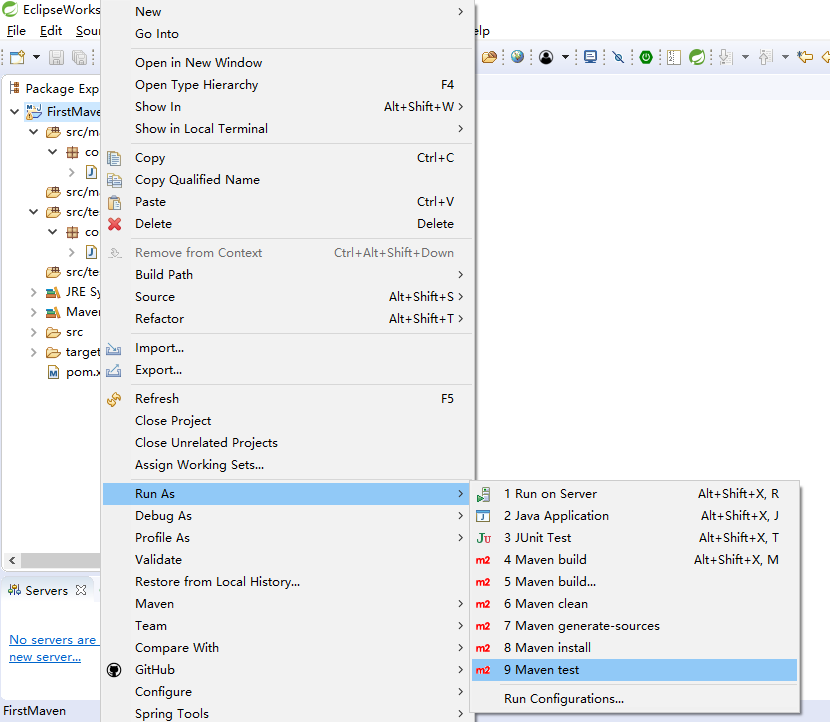 EclipseWorks
File Edit Sou
elp
Package Exp
FirstMave
src/ma
co
J
src/m
src/te
co
J
src/te
JRE Sy
Maven
src
target
pom.x
Servers
No servers are
new server...
FirstMaven
New
Go Into
Open in New Window
Open Type Hierarchy F4
Show In Alt+Shift+W
Show in Local Terminal
Copy Ctrl+C
Copy Qualified Name
Paste Ctrl+V
Delete Delete
Remove from Context Ctrl+Alt+Shift+Down
Build Path
Source Alt+Shift+S
Refactor Alt+Shift+T
Import...
Export...
Refresh F5
Close Project
Close Unrelated Projects
Assign Working Sets...
Run As
Debug As
Profile As
Validate
Restore from Local History...
Maven
Team
Compare With
GitHub
Configure
Spring Tools
1 Run on Server Alt+Shift+X, R
2 Java Application Alt+Shift+X, J
Ju 3 JUnit Test Alt+Shift+X, T
m2 4 Maven build Alt+Shift+X, M
m2 5 Maven build...
m2 6 Maven clean
m2 7 Maven generate-sources
m2 8 Maven install
m2 9 Maven test
Run Configurations...